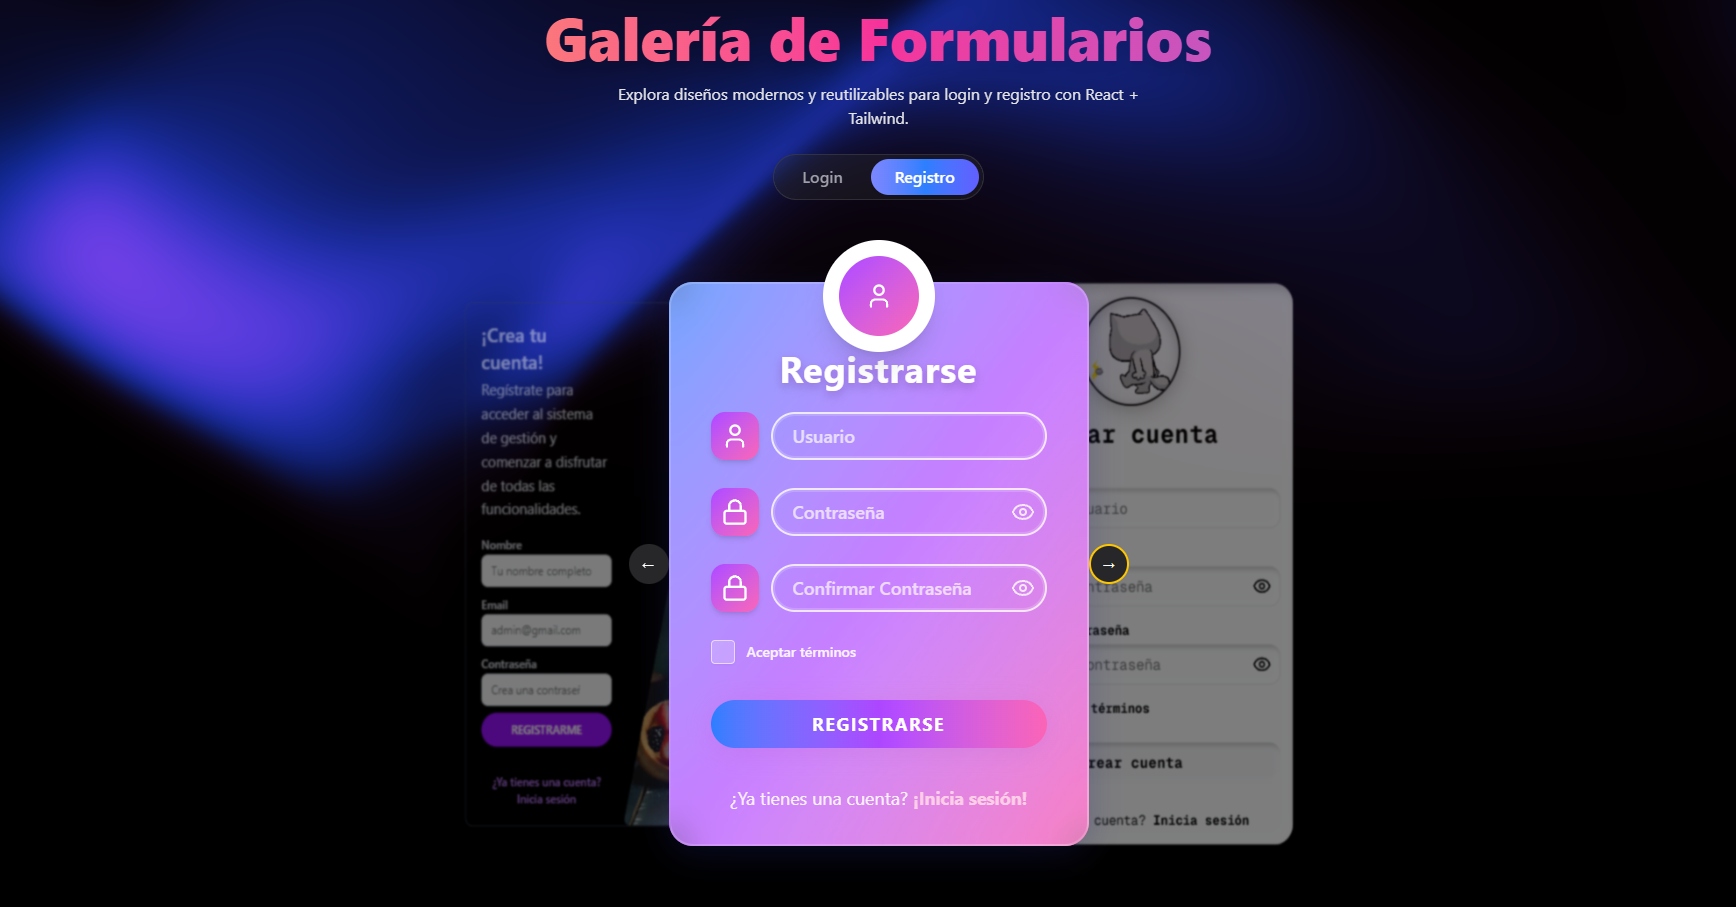 Galería de Formularios
Explora diseños modernos y reutilizables para login y registro con React +
Tailwind.
Login
Registro
¡Crea tu
cuenta!
Regístrate para
acceder al sistema
de gestión y
comenzar a disfrutar
de todas las
funcionalidades.
Nombre
Tu nombre completo
Email
admin@gmail.com
Contraseña
Crea una
REGISTRARME
¿Ya tienes una cuenta?
Inicia sesión
←
Registrarse
Usuario
Contraseña
Confirmar Contraseña
Aceptar términos
REGISTRARSE
¿Ya tienes una cuenta? ¡Inicia sesión!
→
ar cuenta
uario
ntraseña
raseña
ontraseña
términos
rear cuenta
cuenta? Inicia sesión